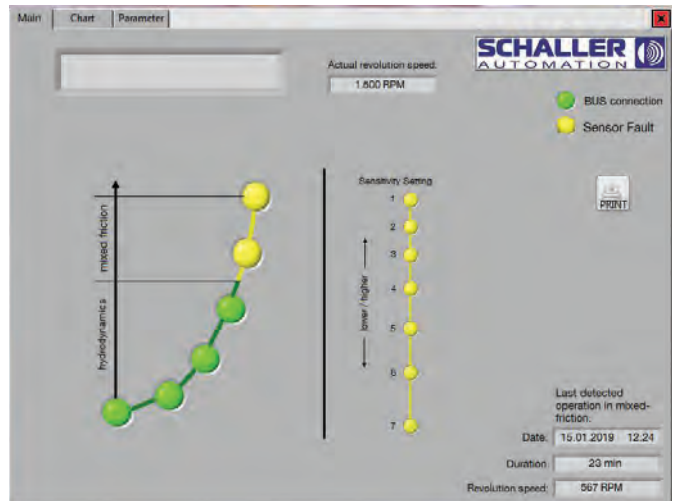 Main Chart Parameter
SCHALLER
AUTOMATION
Actual revolution speed:
1.800 RPM
BUS connection
Sensor Fault
mixed friction
hydrodynamics
Sensitivity Setting
1
2
3
4
5
6
7
lower / higher
PRINT
Last detected
operation in mixed-
friction:
Date: 15.01.2019 12.24
Duration: 23 min
Revolution speed: 567 RPM